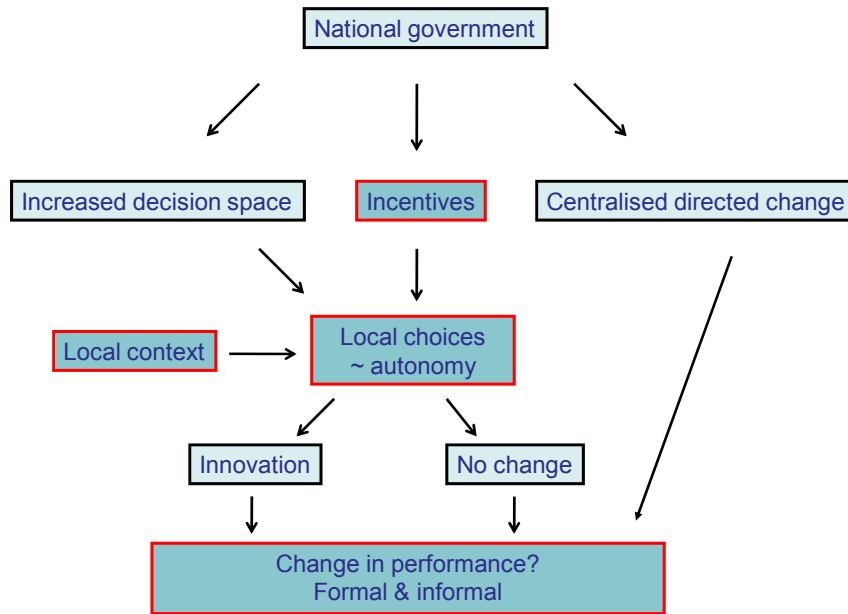 National government
Increased decision space
Incentives
Centralised directed change
Local context
Local choices
~ autonomy
Innovation
No change
Change in performance?
Formal & informal